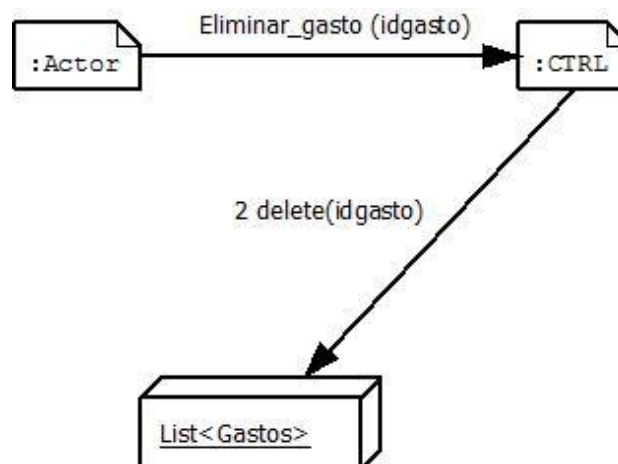 Eliminar_gasto (idgasto)
:Actor
:CTRL
2 delete(idgasto)
List<Gastos>